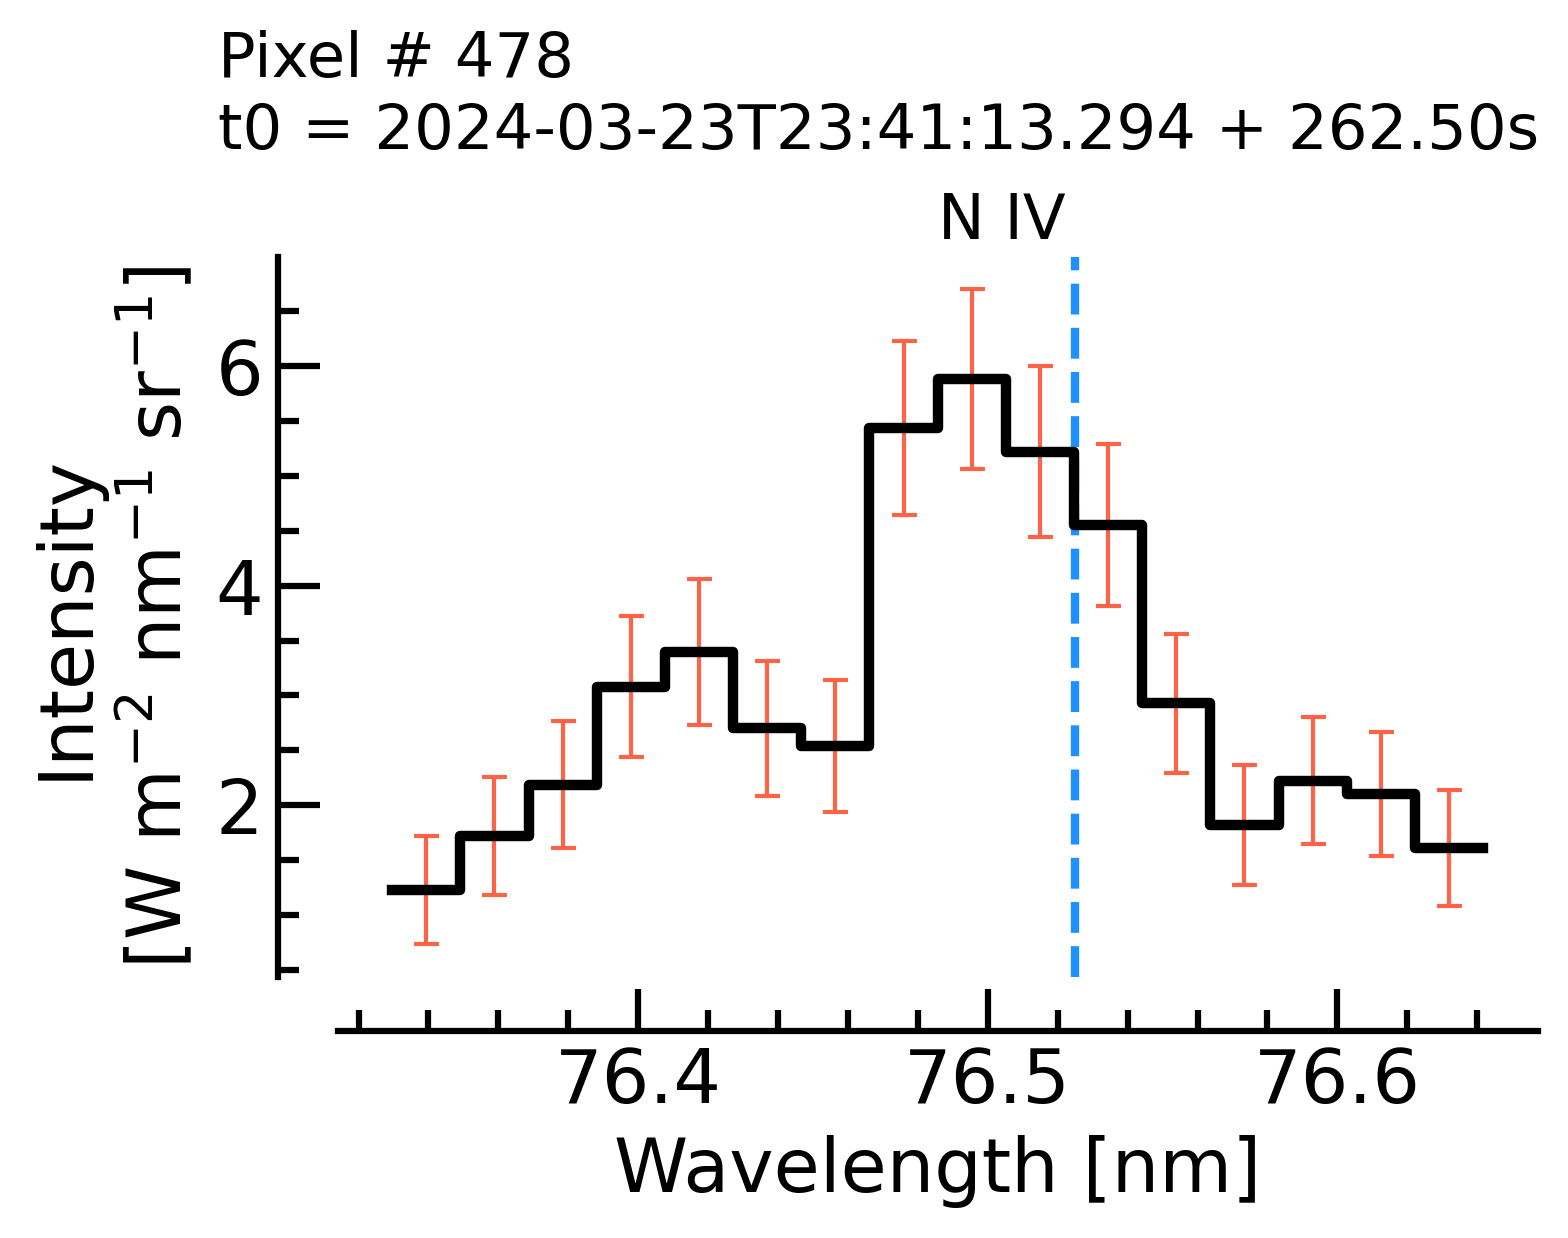 Pixel # 478
t0 = 2024-03-23T23:41:13.294 + 262.50s
N IV
Intensity
[W m⁻² nm⁻¹ sr⁻¹]
6
4
2
76.4 76.5 76.6
Wavelength [nm]